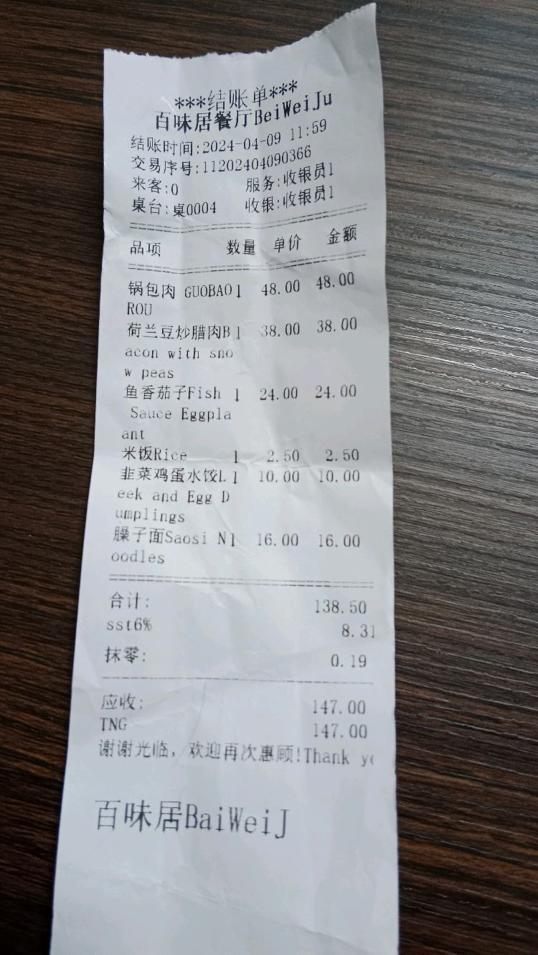 ***结账单***
百味居餐厅BeiWeiJu
结账时间:2024-04-09 11:59
交易序号:11202404090366
来客:0 服务:收银员1
桌台:桌0004 收银:收银员1
品项 数量 单价 金额
锅包肉 GUOBAO 1 48.00 48.00
ROU
荷兰豆炒腊肉B 1 38.00 38.00
acon with sno
w peas
鱼香茄子Fish 1 24.00 24.00
Sauce Eggpla
ant
米饭Rice 1 2.50 2.50
韭菜鸡蛋水饺L 1 10.00 10.00
eek and Egg D
umplings
臊子面Saosi N 1 16.00 16.00
oodles
合计: 138.50
sst6% 8.31
抹零: 0.19
应收: 147.00
TNG 147.00
谢谢光临，欢迎再次惠顾!Thank yo
百味居BaiWeiJ